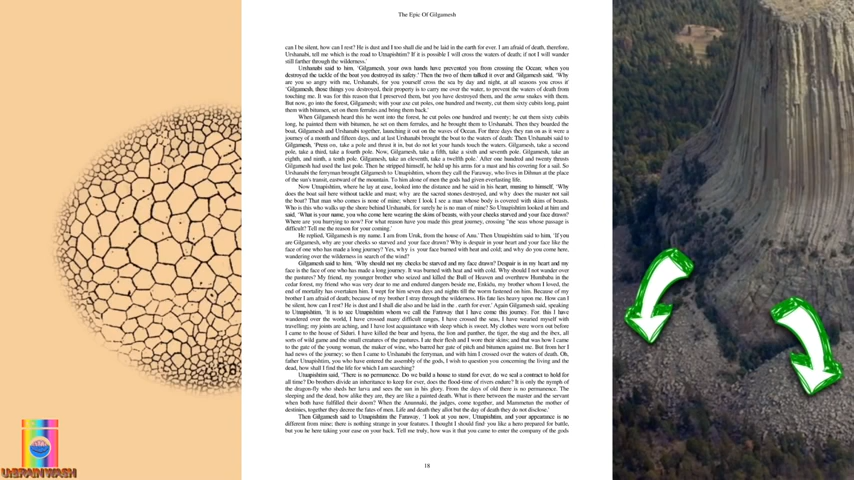 The Epic Of Gilgamesh
can I be silent, how can I rest? He is dust and I too shall die and be laid in the earth for ever. I am afraid of death, therefore,
Urshanabi, tell me which is the road to Utnapishtim? If it is possible I will cross the waters of death; if not I will wander
still farther through the wilderness.'
Urshanabi said to him, 'Gilgamesh, your own hands have prevented you from crossing the Ocean; when you
destroyed the tackle of the boat you destroyed its safety.' Then the two of them talked it over and Gilgamesh said, 'Why
are you so angry with me, Urshanabi, for you yourself cross the sea by day and night, at all seasons you cross it'
'Gilgamesh, those things you destroyed, their property is to carry me over the water, to prevent the waters of death from
touching me. It was for this reason that I preserved them, but you have destroyed them, and the urnu snakes with them.
But now, go into the forest, Gilgamesh; with your axe cut poles, one hundred and twenty, cut them sixty cubits long, paint
them with bitumen, set on them ferrules and bring them back.'
When Gilgamesh heard this he went into the forest, he cut poles one hundred and twenty; he cut them sixty cubits
long, he painted them with bitumen, he set on them ferrules, and he brought them to Urshanabi. Then they boarded the
boat, Gilgamesh and Urshanabi together, launching it out on the waves of Ocean. For three days they ran on as it were a
journey of a month and fifteen days, and at last Urshanabi brought the boat to the waters of death. Then Urshanabi said to
Gilgamesh, 'Press on, take a pole and thrust it in, but do not let your hands touch the waters. Gilgamesh, take a second
pole, take a third, take a fourth pole. Now, Gilgamesh, take a fifth, take a sixth and seventh pole. Gilgamesh, take an
eighth, and ninth, a tenth pole. Gilgamesh, take an eleventh, take a twelfth pole.' After one hundred and twenty thrusts
Gilgamesh had used the last pole. Then he stripped himself, he held up his arms for a mast and his covering for a sail. So
Urshanabi the ferryman brought Gilgamesh to Utnapishtim, whom they call the Faraway, who lives in Dilmun at the place
of the sun's transit, eastward of the mountain. To him alone of men the gods had given everlasting life.
Now Utnapishtim, where he lay at ease, looked into the distance and he said in his heart, musing to himself, 'Why
does the boat sail here without tackle and mast; why are the sacred stones destroyed, and why does the master not sail
the boat? That man who comes is none of mine; where I look I see a man whose body is covered with skins of beasts.
Who is this who walks up the shore behind Urshanabi, for surely he is no man of mine? So Utnapishtim looked at him and
said, 'What is your name, you who come here wearing the skins of beasts, with your cheeks starved and your face drawn?
Where are you hurrying to now? For what reason have you made this great journey, crossing the seas whose passage is
difficult? Tell me the reason for your coming.'
He replied, 'Gilgamesh is my name. I am from Uruk, from the house of Anu.' Then Utnapishtim said to him, 'If you
are Gilgamesh, why are your cheeks so starved and your face drawn? Why is despair in your heart and your face like the
face of one who has made a long journey? Yes, why is your face burned with heat and cold; and why do you come here,
wandering over the wilderness in search of the wind?
Gilgamesh said to him, 'Why should not my cheeks be starved and my face drawn? Despair is in my heart and my
face is the face of one who has made a long journey. It was burned with heat and with cold. Why should I not wander over
the pastures? My friend, my younger brother who seized and killed the Bull of Heaven and overthrew Humbaba in the
cedar forest, my friend who was very dear to me and endured dangers beside me, Enkidu, my brother whom I loved, the
end of mortality has overtaken him. I wept for him seven days and nights till the worm fastened on him. Because of my
brother I am afraid of death; because of my brother I stray through the wilderness. His fate lies heavy upon me. How can I
be silent, how can I rest? He is dust and I shall die also and be laid in the . earth for ever.' Again Gilgamesh said, speaking
to Utnapishtim, 'It is to see Utnapishtim whom we call the Faraway that I have come this journey. For this I have
wandered over the world, I have crossed many difficult ranges, I have crossed the seas, I have wearied myself with
travelling; my joints are aching, and I have lost acquaintance with sleep which is sweet. My clothes were worn out before
I came to the house of Siduri. I have killed the bear and hyena, the lion and panther, the tiger, the stag and the ibex, all
sorts of wild game and the small creatures of the pastures. I ate their flesh and I wore their skins; and that was how I came
to the gate of the young woman, the maker of wine, who barred her gate of pitch and bitumen against me. But from her I
had news of the journey; so then I came to Urshanabi the ferryman, and with him I crossed over the waters of death. Oh,
father Utnapishtim, you who have entered the assembly of the gods, I wish to question you concerning the living and the
dead, how shall I find the life for which I am searching?
Utnapishtim said, 'There is no permanence. Do we build a house to stand for ever, do we seal a contract to hold for
all time? Do brothers divide an inheritance to keep for ever, does the flood-time of rivers endure? It is only the nymph of
the dragon-fly who sheds her larva and sees the sun in his glory. From the days of old there is no permanence. The
sleeping and the dead, how alike they are, they are like a painted death. What is there between the master and the servant
when both have fulfilled their doom? When the Anunnaki, the judges, come together, and Mammetun the mother of
destinies, together they decree the fates of men. Life and death they allot but the day of death they do not disclose.'
Then Gilgamesh said to Utnapishtim the Faraway, 'I look at you now, Utnapishtim, and your appearance is no
different from mine; there is nothing strange in your features. I thought I should find you like a hero prepared for battle,
but you lie here taking your ease on your back. Tell me truly, how was it that you came to enter the company of the gods
18